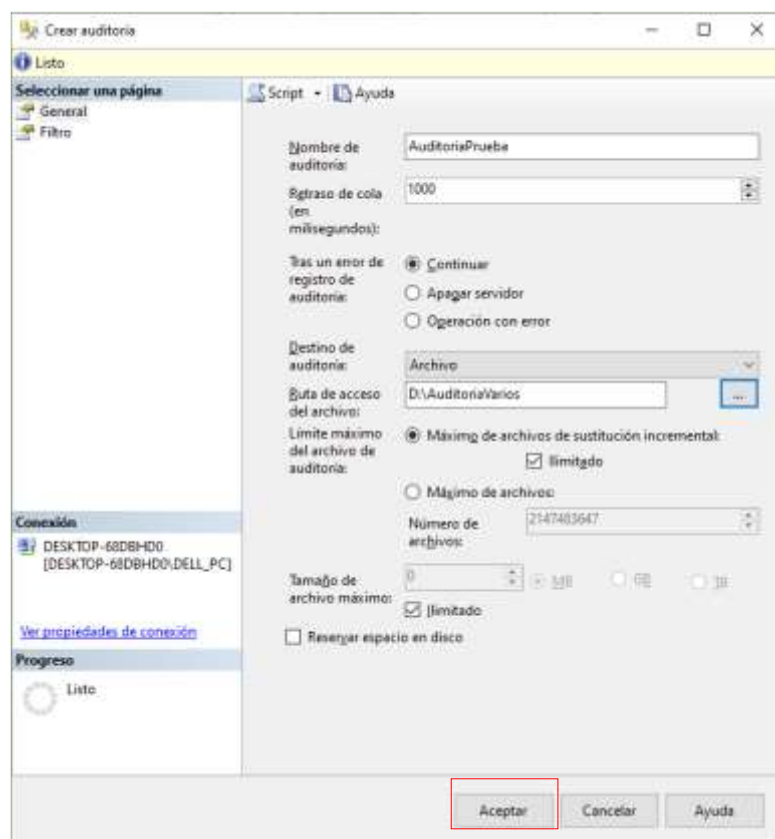 Crear auditoría
Listo
Seleccionar una página
General
Filtro
Script
Ayuda
Nombre de
auditoría:
AuditoriaPrueba
Retraso de cola
(en
milisegundos):
1000
Tras un error de
registro de
auditoría:
Continuar
Apagar servidor
Operación con error
Destino de
auditoría:
Archivo
Ruta de acceso
del archivo:
D:\AuditoriaVarios
...
Límite máximo
del archivo de
auditoría:
Máximo de archivos de sustitución incremental:
Ilimitado
Máximo de archivos:
Número de
archivos:
2147483647
Tamaño de
archivo máximo:
0
MB
GB
TB
Ilimitado
Reservar espacio en disco
Conexión
DESKTOP-68DBHD0
[DESKTOP-68DBHD0\DELL_PC]
Ver propiedades de conexión
Progreso
Listo
Aceptar
Cancelar
Ayuda